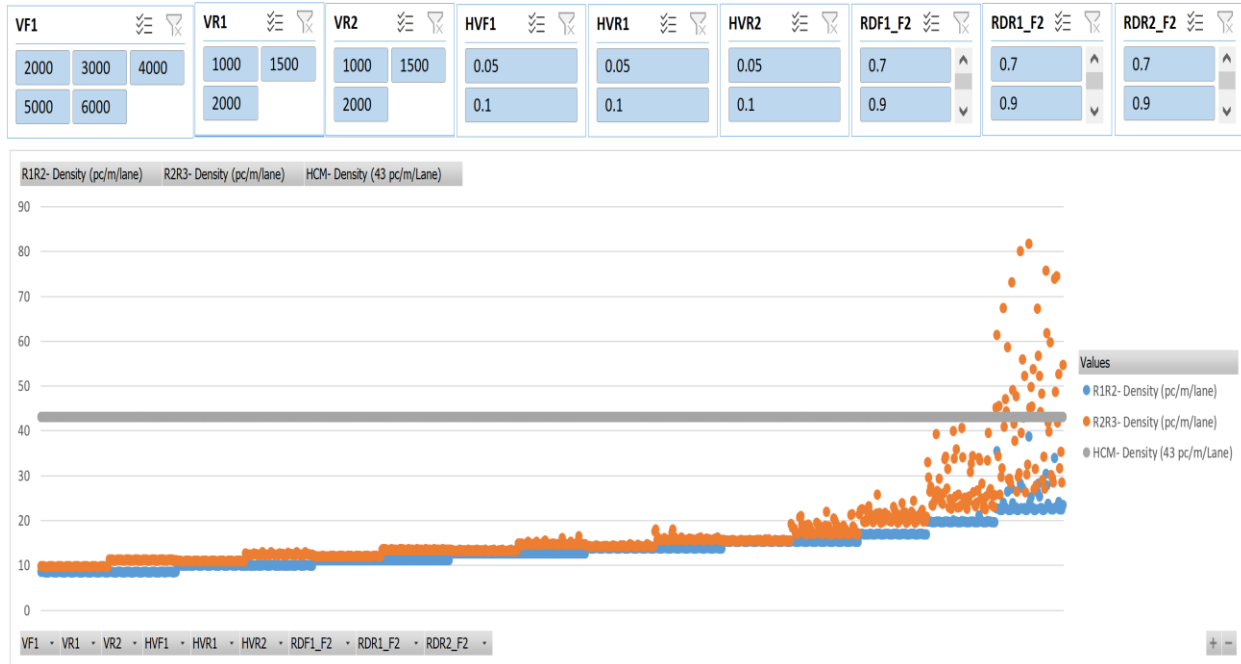 VF1 VR1 VR2 HVF1 HVR1 HVR2 RDF1_F2 RDR1_F2 RDR2_F2
2000 3000 4000 1000 1500 1000 1500 0.05 0.05 0.05 0.7 0.7 0.7
5000 6000 2000 2000 0.1 0.1 0.1 0.9 0.9 0.9
R1R2- Density (pc/m/lane) R2R3- Density (pc/m/lane) HCM- Density (43 pc/m/Lane)
90
80
70
60
50
40
30
20
10
0
Values
R1R2- Density (pc/m/lane)
R2R3- Density (pc/m/lane)
HCM- Density (43 pc/m/Lane)
VF1 VR1 VR2 HVF1 HVR1 HVR2 RDF1_F2 RDR1_F2 RDR2_F2